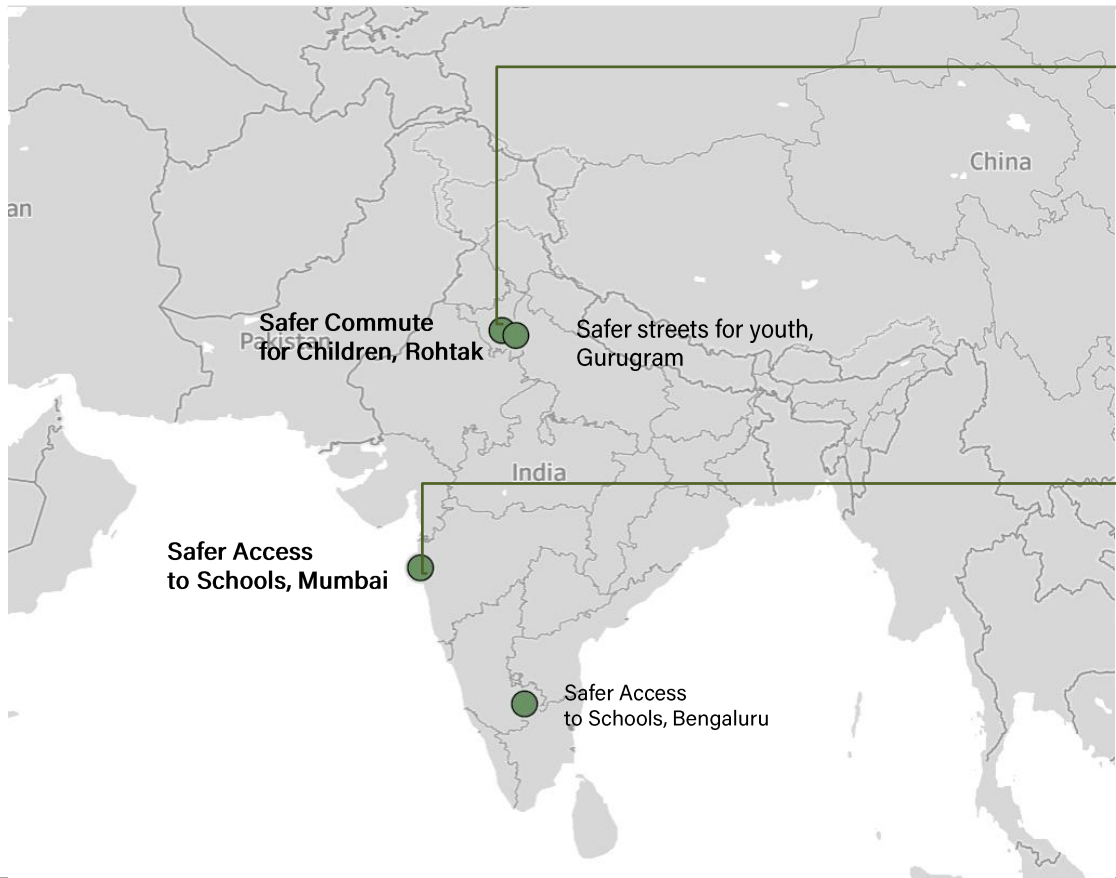 China
an
Safer Commute
for Children, Rohtak
Pakistan
Safer streets for youth,
Gurugram
India
Safer Access
to Schools, Mumbai
Safer Access
to Schools, Bengaluru